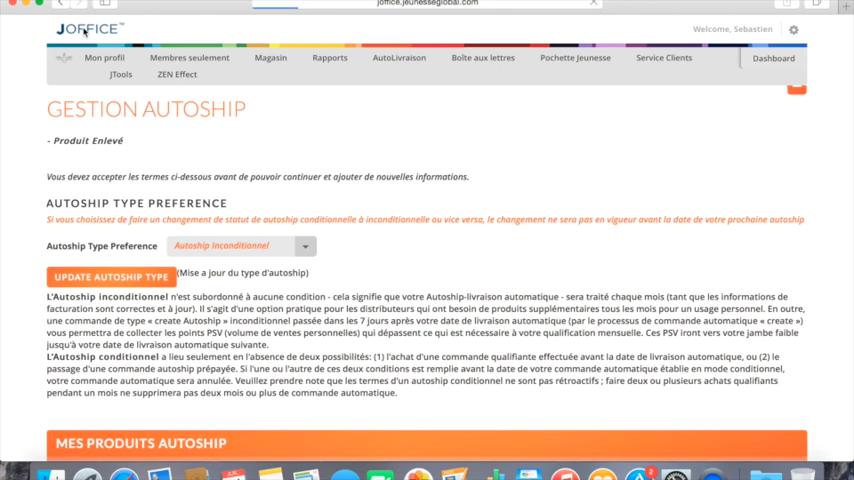 joffice.jeunesseglobal.com
JOFFICE™
Welcome, Sebastien
Mon profil Membres seulement Magasin Rapports AutoLivraison Boîte aux lettres Pochette Jeunesse Service Clients Dashboard
JTools ZEN Effect
GESTION AUTOSHIP
- Produit Enlevé
Vous devez accepter les termes ci-dessous avant de pouvoir continuer et ajouter de nouvelles informations.
AUTOSHIP TYPE PREFERENCE
Si vous choisissez de faire un changement de statut de autoship conditionnelle à inconditionnelle ou vice versa, le changement ne sera pas en vigueur avant la date de votre prochaine autoship
Autoship Type Preference Autoship Inconditionnel
UPDATE AUTOSHIP TYPE (Mise a jour du type d'autoship)
L'Autoship inconditionnel n'est subordonné à aucune condition - cela signifie que votre Autoship-livraison automatique - sera traité chaque mois (tant que les informations de
facturation sont correctes et à jour). Il s'agit d'une option pratique pour les distributeurs qui ont besoin de produits supplémentaires tous les mois pour un usage personnel. En outre,
une commande de type « create Autoship » inconditionnel passée dans les 7 jours après votre date de livraison automatique (par le processus de commande automatique « create »)
vous permettra de collecter les points PSV (volume de ventes personnelles) qui dépassent ce qui est nécessaire à votre qualification mensuelle. Ces PSV iront vers votre jambe faible
jusqu'à votre date de livraison automatique suivante.
L'Autoship conditionnel a lieu seulement en l'absence de deux possibilités: (1) l'achat d'une commande qualifiante effectuée avant la date de livraison automatique, ou (2) le
passage d'une commande autoship prépayée. Si l'une ou l'autre de ces deux conditions est remplie avant la date de votre commande automatique établie en mode conditionnel,
votre commande automatique sera annulée. Veuillez prendre note que les termes d'un autoship conditionnel ne sont pas rétroactifs ; faire deux ou plusieurs achats qualifiants
pendant un mois ne supprimera pas deux mois ou plus de commande automatique.
MES PRODUITS AUTOSHIP
2